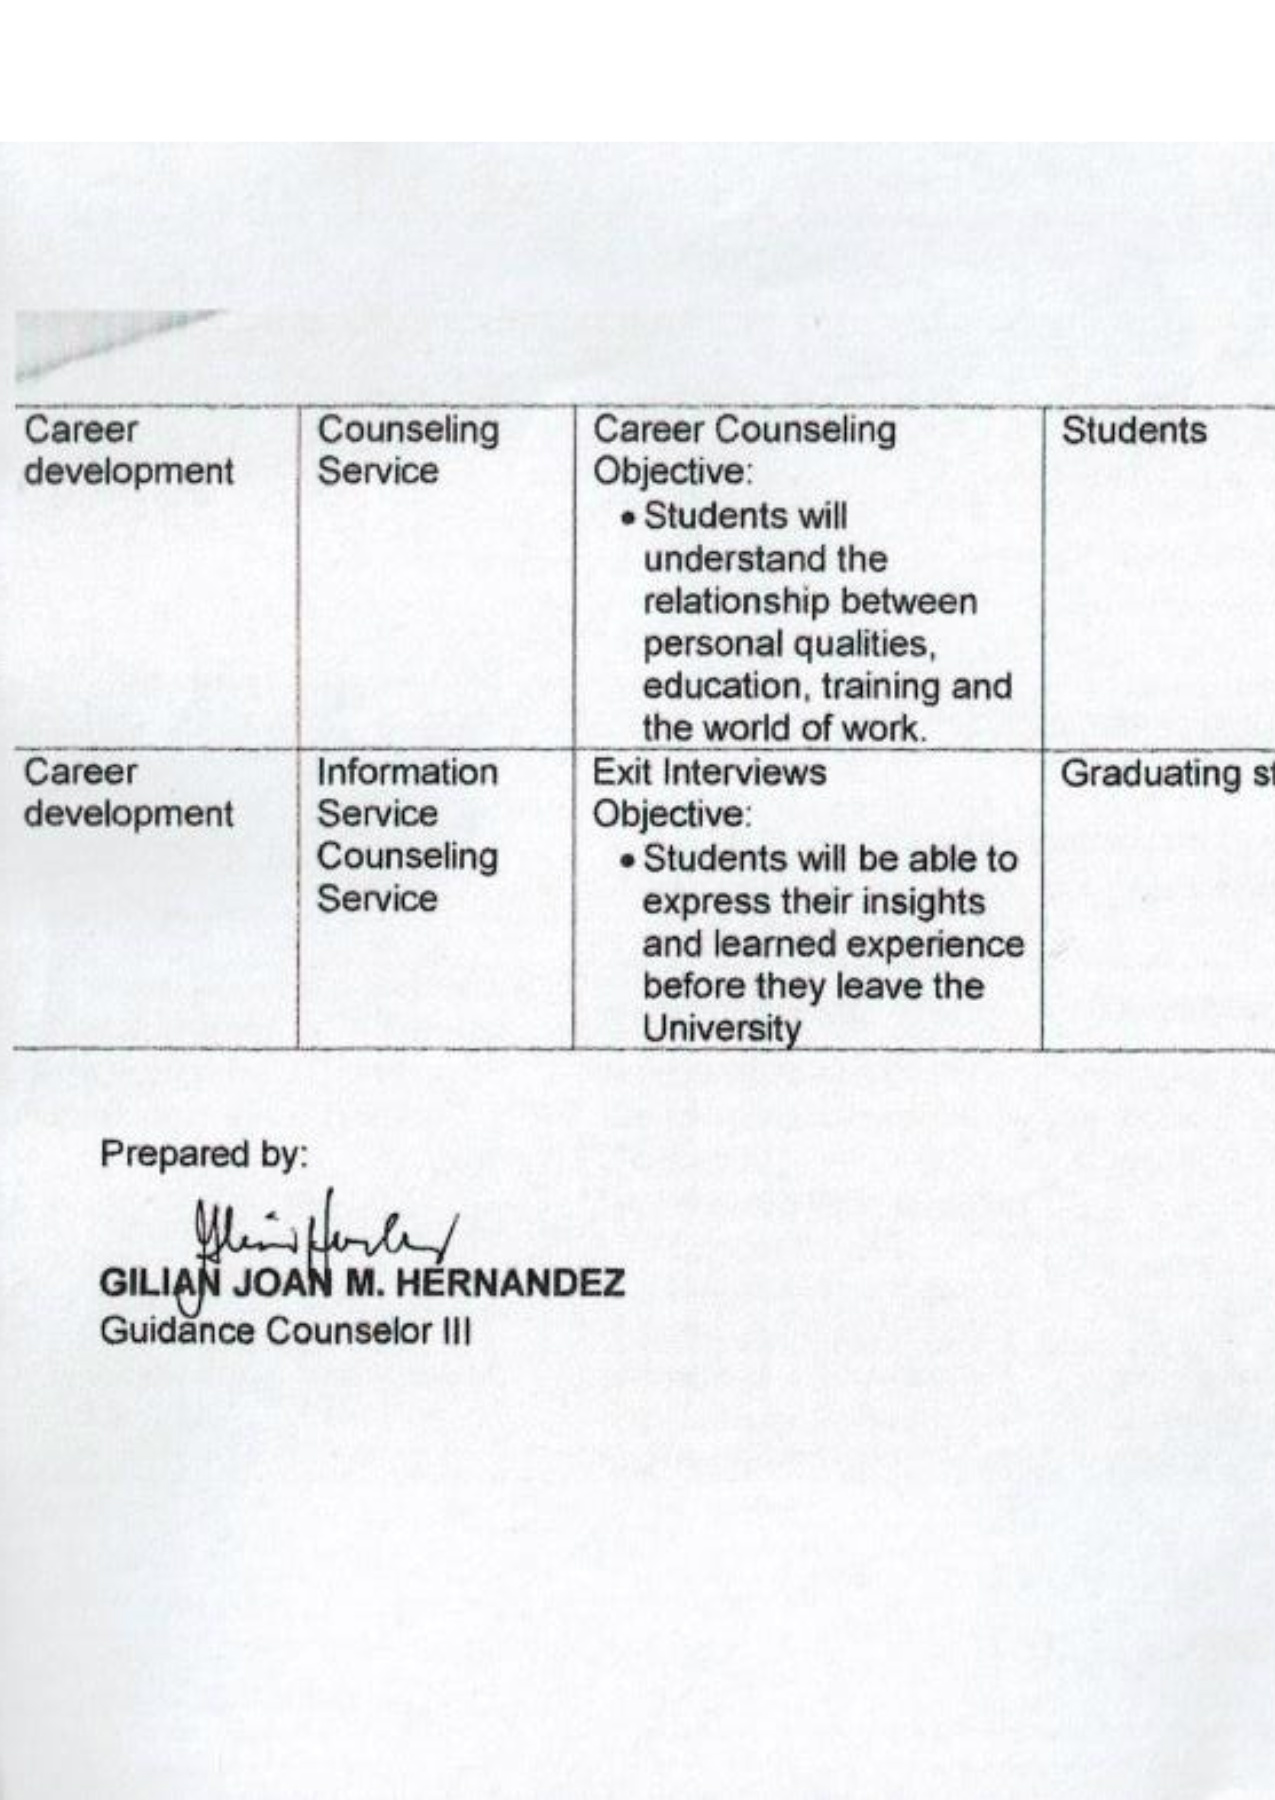 Career
development
Counseling
Service
Career Counseling
Objective:
• Students will
understand the
relationship between
personal qualities,
education, training and
the world of work.
Students
Career
development
Information
Service
Counseling
Service
Exit Interviews
Objective:
• Students will be able to
express their insights
and learned experience
before they leave the
University
Graduating
Prepared by:
GILIAN JOAN M. HERNANDEZ
Guidance Counselor III